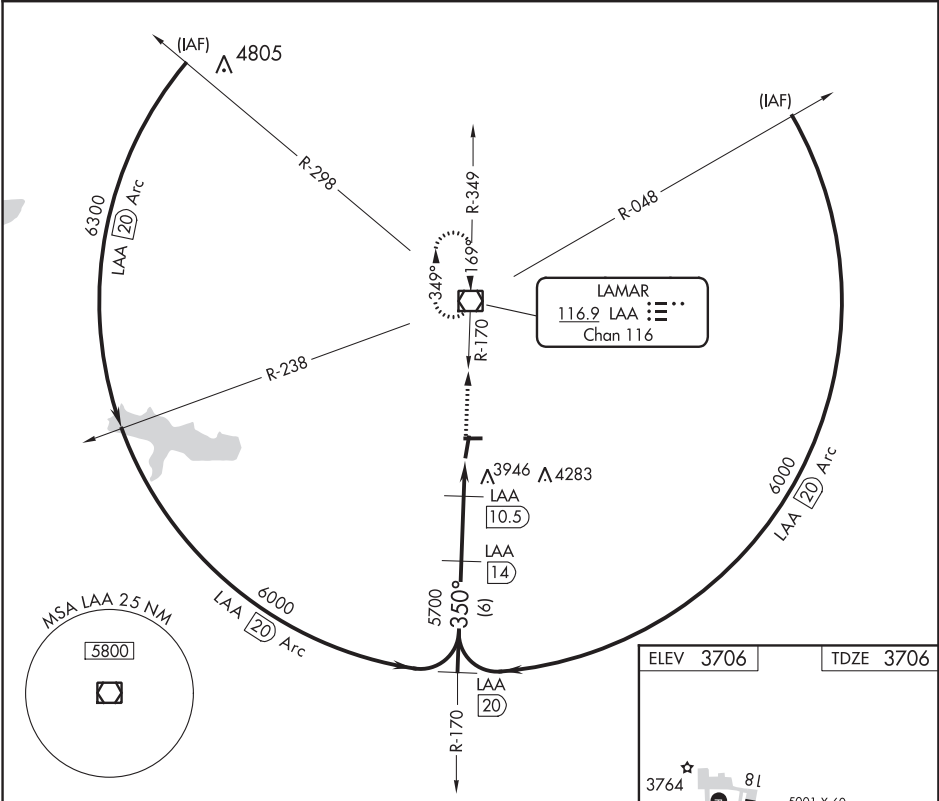 (IAF)
4805
(IAF)
R-298
R-349
R-048
6300
LAA 20 Arc
349°
169°
LAMAR
116.9 LAA
Chan 116
R-170
R-238
3946
4283
LAA
10.5
LAA
14
6000
LAA 20 Arc
6000
LAA 20 Arc
5700
350°
(6)
MSA LAA 25 NM
5800
LAA
20
R-170
ELEV 3706
TDZE 3706
3764
18